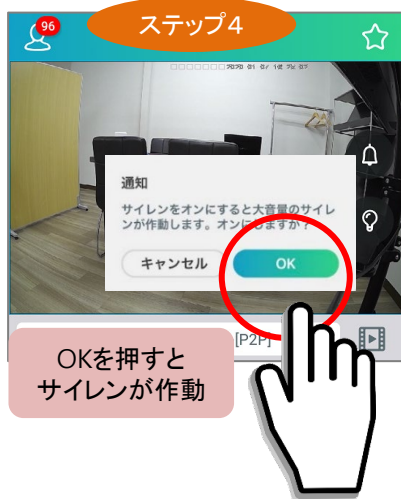 ステップ4
96
通知
サイレンをオンにすると大音量のサイレ
ンが作動します。オンにしますか？
キャンセル
OK
[P2P]
OKを押すと
サイレンが作動